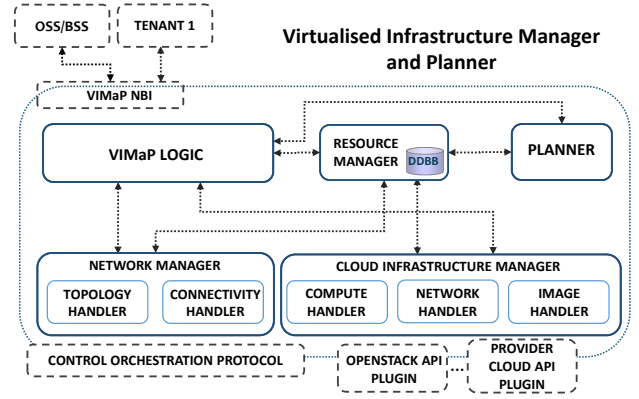 OSS/BSS
TENANT 1
Virtualised Infrastructure Manager
and Planner
VIMaP NBI
VIMaP LOGIC
RESOURCE
MANAGER
DDBB
PLANNER
NETWORK MANAGER
TOPOLOGY
HANDLER
CONNECTIVITY
HANDLER
CLOUD INFRASTRUCTURE MANAGER
COMPUTE
HANDLER
NETWORK
HANDLER
IMAGE
HANDLER
CONTROL ORCHESTRATION PROTOCOL
OPENSTACK API
PLUGIN
...
PROVIDER
CLOUD API
PLUGIN